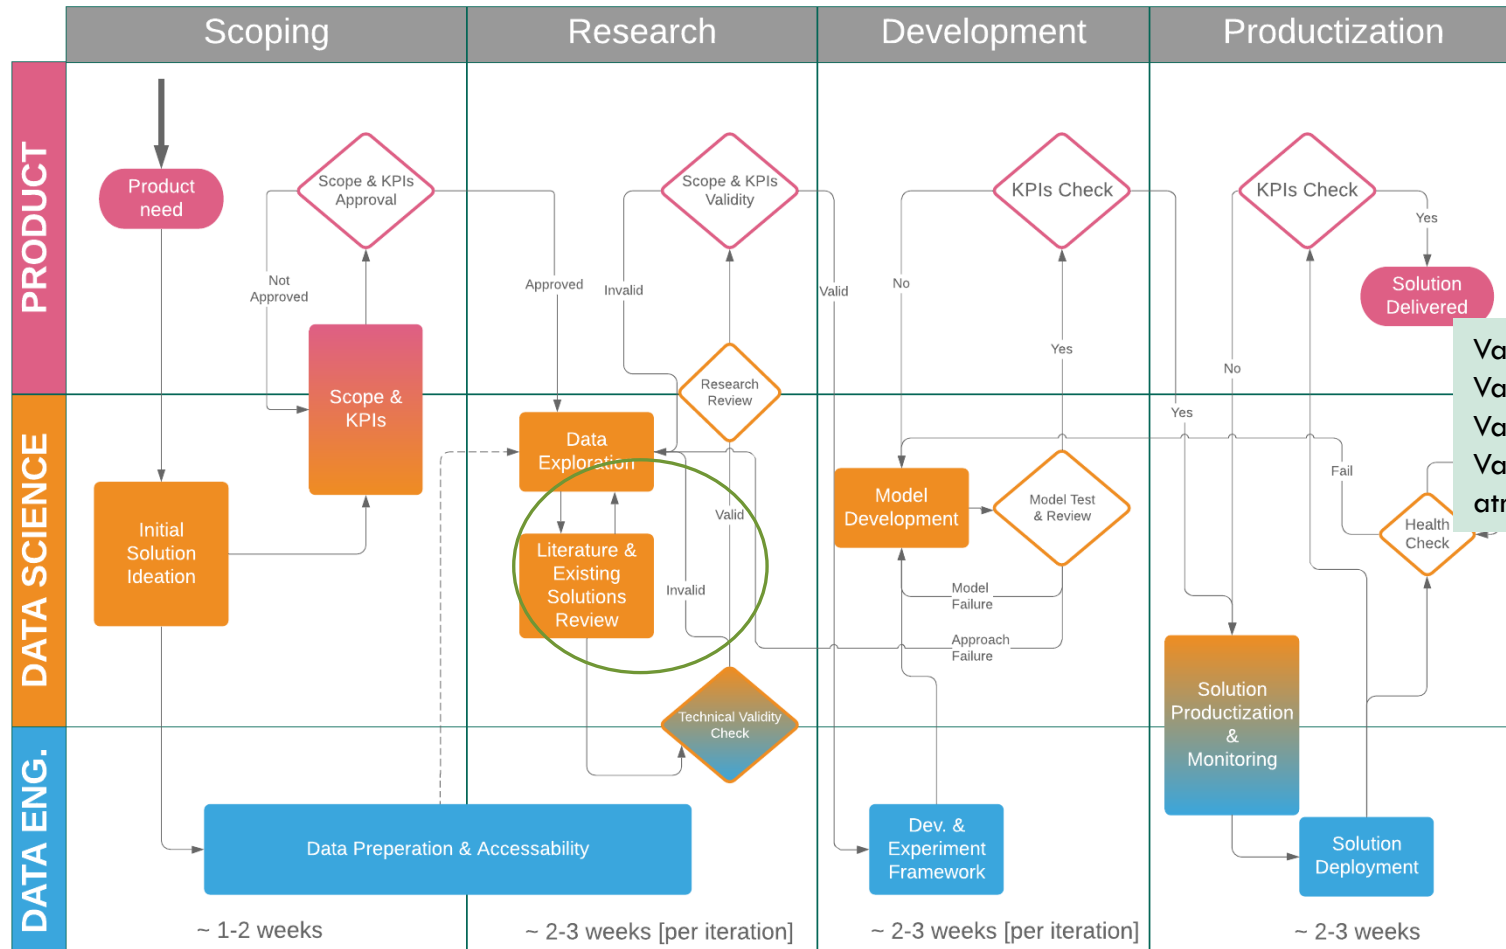 Scoping
Research
Development
Productization
PRODUCT
DATA SCIENCE
DATA ENG.
Product
need
Scope & KPIs
Approval
Not
Approved
Approved
Scope &
KPIs
Initial
Solution
Ideation
Scope & KPIs
Validity
Invalid
Valid
Research
Review
Data
Exploration
Valid
Literature &
Existing
Solutions
Review
Invalid
Technical Validity
Check
Data Preperation & Accessability
KPIs Check
No
Yes
Yes
Model
Development
Model Test
& Review
Model
Failure
Approach
Failure
Dev. &
Experiment
Framework
KPIs Check
Yes
No
Solution
Delivered
Fail
Health
Check
Solution
Productization
&
Monitoring
Solution
Deployment
~ 1-2 weeks
~ 2-3 weeks [per iteration]
~ 2-3 weeks [per iteration]
~ 2-3 weeks